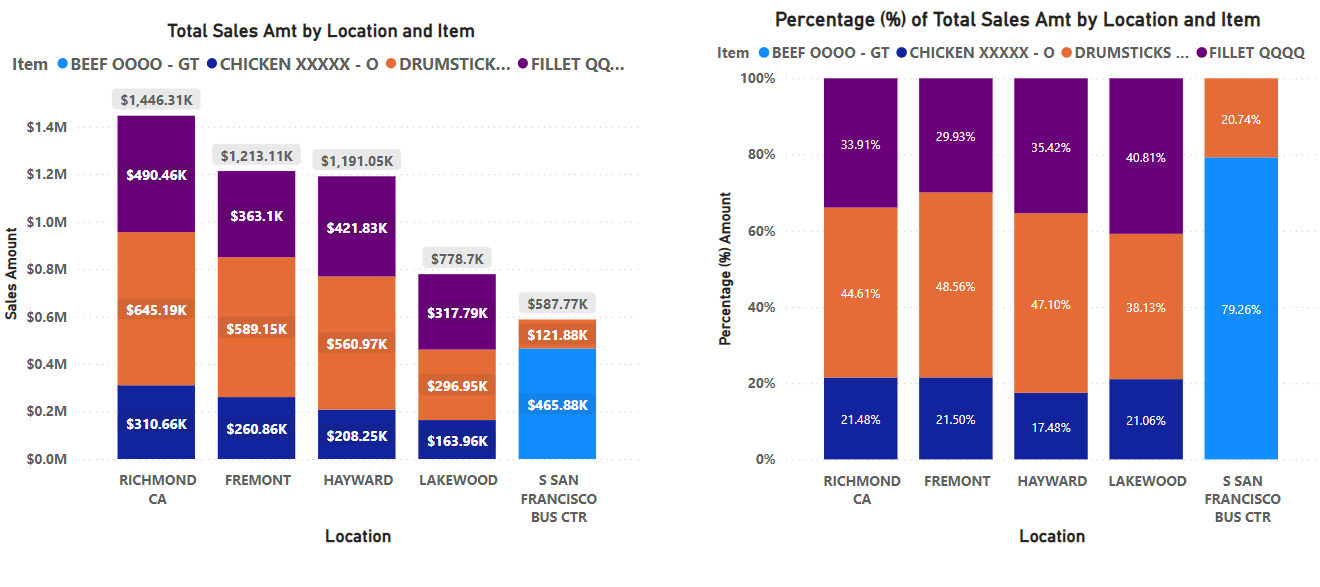 Total Sales Amt by Location and Item
Item BEEF OOOO - GT CHICKEN XXXXX - O DRUMSTICK... FILLET QQ...
$1,446.31K
$1,213.11K
$1,191.05K
$778.7K
$587.77K
$1.4M
$1.2M
$1.0M
$0.8M
$0.6M
$0.4M
$0.2M
$0.0M
Sales Amount
$490.46K
$645.19K
$310.66K
$363.1K
$589.15K
$260.86K
$421.83K
$560.97K
$208.25K
$317.79K
$296.95K
$163.96K
$121.88K
$465.88K
RICHMOND
CA
FREMONT
HAYWARD
LAKEWOOD
S SAN
FRANCISCO
BUS CTR
Location
Percentage (%) of Total Sales Amt by Location and Item
Item BEEF OOOO - GT CHICKEN XXXXX - O DRUMSTICKS ... FILLET QQQQ
100%
80%
60%
40%
20%
0%
Percentage (%) Amount
33.91%
44.61%
21.48%
29.93%
48.56%
21.50%
35.42%
47.10%
17.48%
40.81%
38.13%
21.06%
20.74%
79.26%
RICHMOND
CA
FREMONT
HAYWARD
LAKEWOOD
S SAN
FRANCISCO
BUS CTR
Location